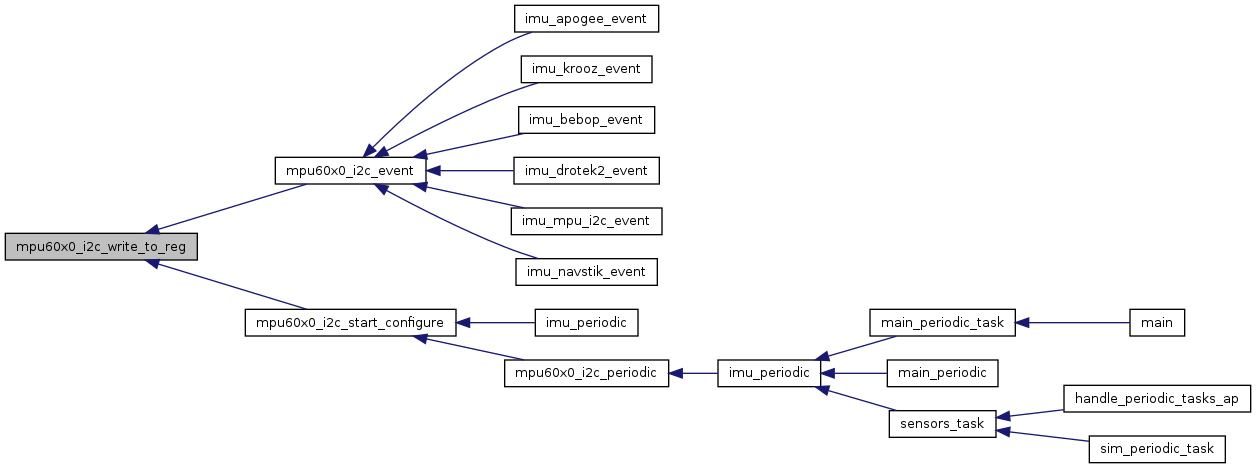 imu_apogee_event
imu_krooz_event
imu_bebop_event
mpu60x0_i2c_event
imu_drotek2_event
imu_mpu_i2c_event
mpu60x0_i2c_write_to_reg
imu_navstik_event
mpu60x0_i2c_start_configure
imu_periodic
main_periodic_task
main
mpu60x0_i2c_periodic
imu_periodic
main_periodic
handle_periodic_tasks_ap
sensors_task
sim_periodic_task